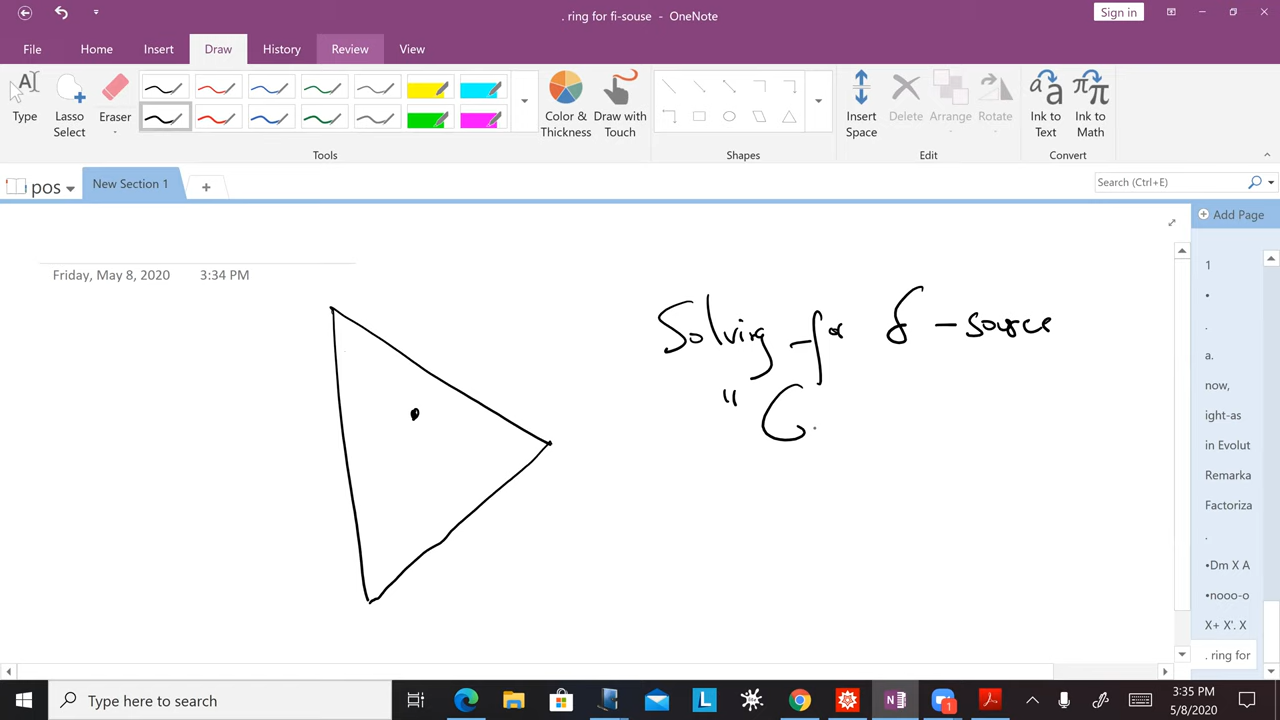 . ring for fi-souse - OneNote
Sign in
File Home Insert Draw History Review View
Type
Lasso Select
Eraser
Color & Thickness
Draw with Touch
Insert Space
Delete
Arrange
Rotate
Ink to Text
Ink to Math
Tools
Shapes
Edit
Convert
pos
New Section 1
+
Search (Ctrl+E)
Add Page
Friday, May 8, 2020 3:34 PM
Solving for δ - source
" G
1
•
.
a.
now,
ight-as
in Evolut
Remarka
Factoriza
.
•Dm X A
•nooo-o
X+ X'. X
. ring for
Type here to search
3:35 PM
5/8/2020